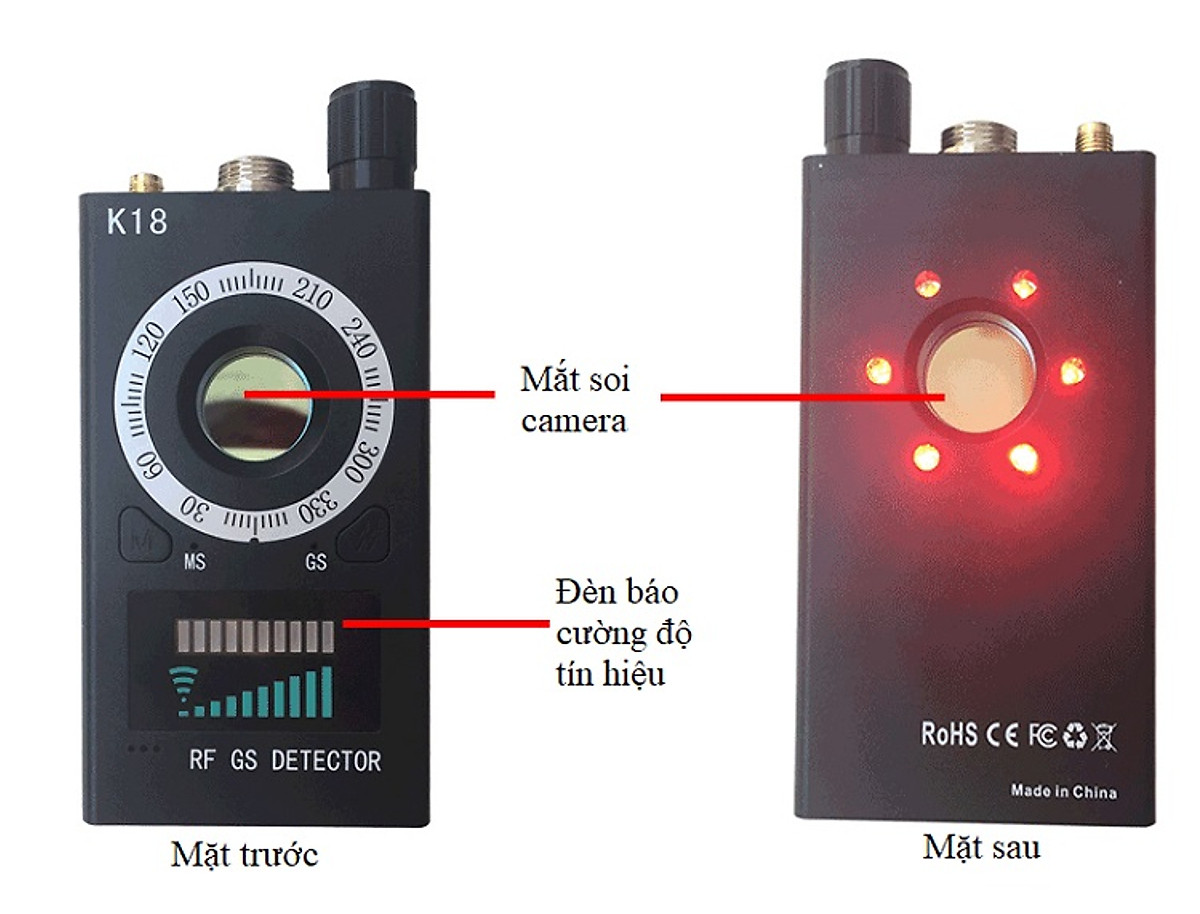 K18
150
210
120
240
60
300
30
330
MS
GS
RF GS DETECTOR
Mặt trước
Mắt soi
camera
Đèn báo
cường độ
tín hiệu
RoHS CE FC
Made in China
Mặt sau